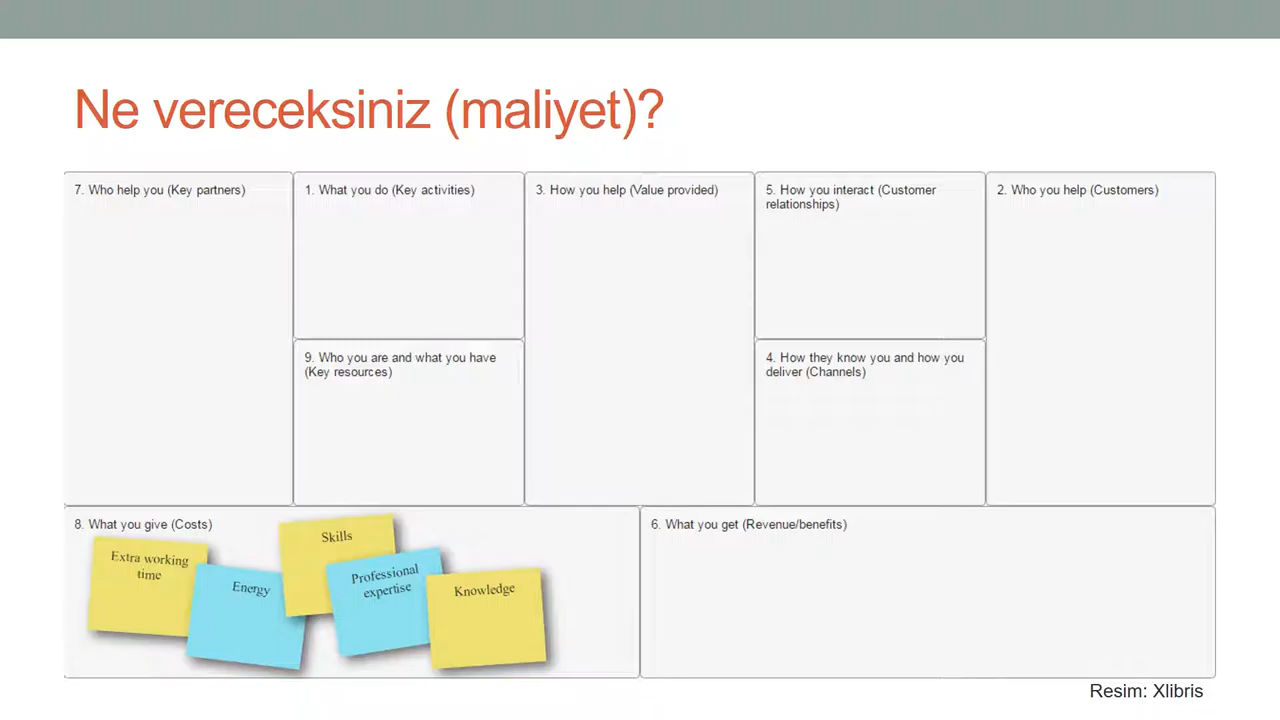 Ne vereceksiniz (maliyet)?
7. Who help you (Key partners)
1. What you do (Key activities)
3. How you help (Value provided)
5. How you interact (Customer
relationships)
2. Who you help (Customers)
9. Who you are and what you have
(Key resources)
4. How they know you and how you
deliver (Channels)
8. What you give (Costs)
Extra working
time
Energy
Skills
Professional
expertise
Knowledge
6. What you get (Revenue/benefits)
Resim: Xlibris